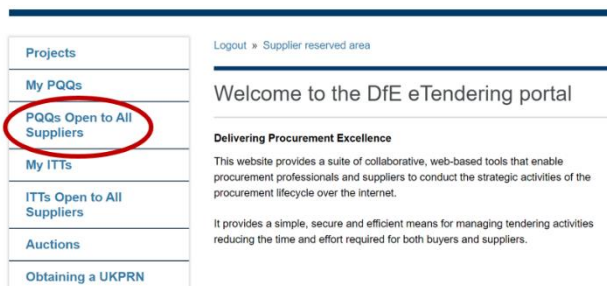 Projects
My PQQs
PQQs Open to All
Suppliers
My ITTs
ITTs Open to All
Suppliers
Auctions
Obtaining a UKPRN
Logout » Supplier reserved area
Welcome to the DfE eTendering portal
Delivering Procurement Excellence
This website provides a suite of collaborative, web-based tools that enable
procurement professionals and suppliers to conduct the strategic activities of the
procurement lifecycle over the internet.
It provides a simple, secure and efficient means for managing tendering activities
reducing the time and effort required for both buyers and suppliers.